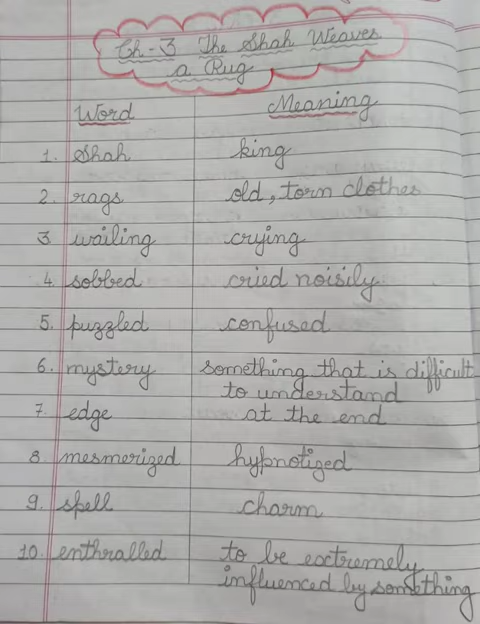 Ch-3 The Shah Weaves
a Rug
Word Meaning
1. Shah king
2. rags old, torn clothes
3 wailing crying
4 sobbed cried noisily
5. puzzled confused
6. mystery something that is difficult
to understand
7. edge at the end
8. mesmerized hypnotized
9. spell charm
10. enthralled to be extremely
influenced by something